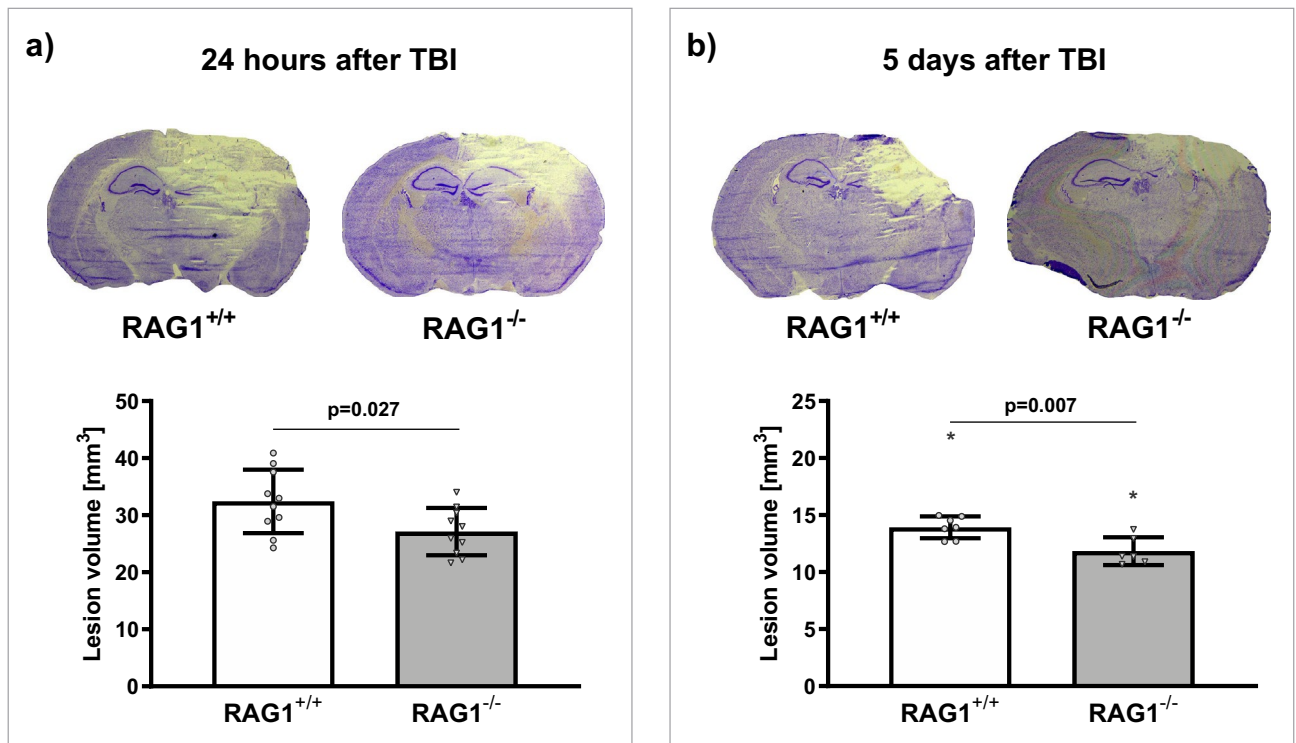 a)
24 hours after TBI
RAG1+/+
RAG1-/-
50
40
30
20
10
0
Lesion volume [mm3]
p=0.027
RAG1+/+
RAG1-/-
b)
5 days after TBI
RAG1+/+
RAG1-/-
25
20
15
10
5
0
Lesion volume [mm3]
p=0.007
*
*
RAG1+/+
RAG1-/-